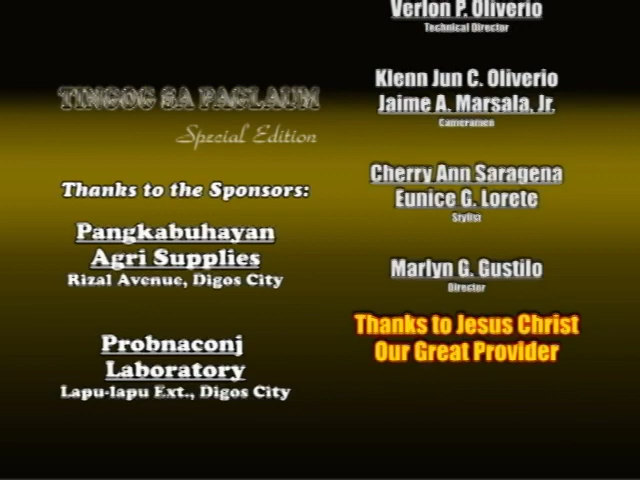 TINGOG SA PAGLAUM
Special Edition
Thanks to the Sponsors:
Pangkabuhayan
Agri Supplies
Rizal Avenue, Digos City
Probnaconj
Laboratory
Lapu-lapu Ext., Digos City
Verlon P. Oliverio
Technical Director
Klenn Jun C. Oliverio
Jaime A. Marsala, Jr.
Cameramen
Cherry Ann Saragena
Eunice G. Lorete
Stylist
Marlyn G. Gustilo
Director
Thanks to Jesus Christ
Our Great Provider